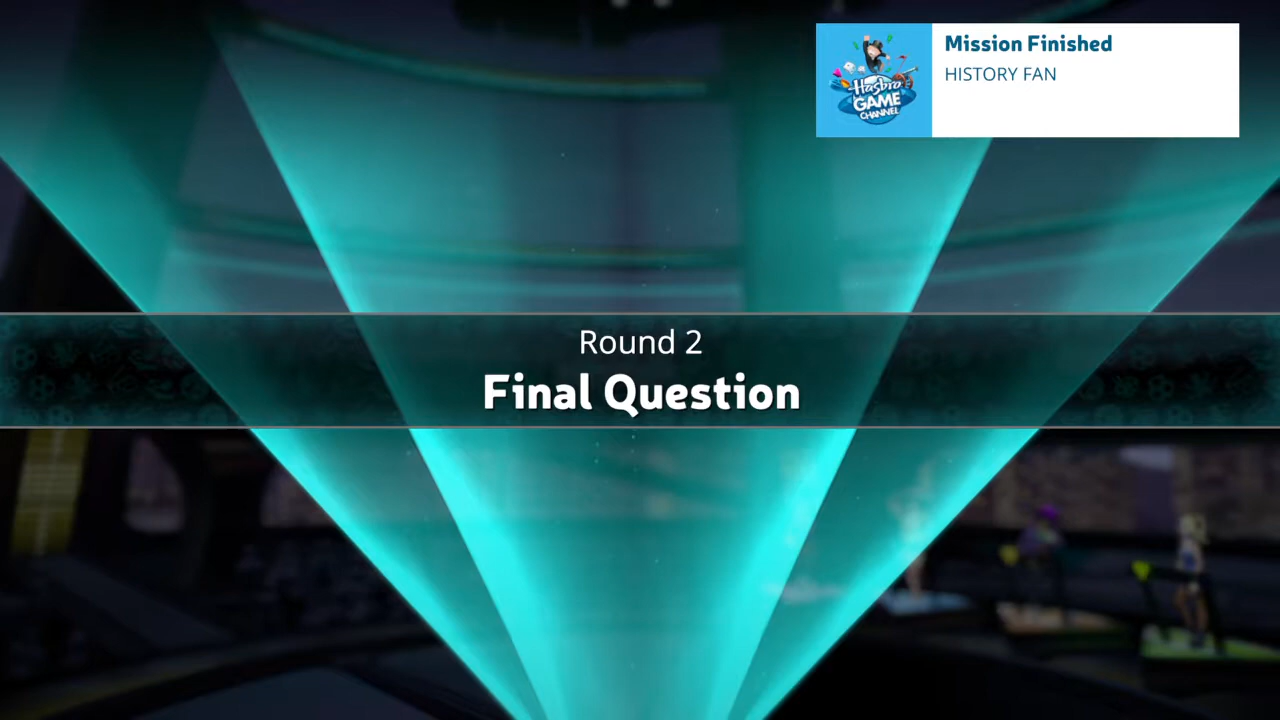 Mission Finished
HISTORY FAN
Hasbro
GAME
CHANNEL
Round 2
Final Question